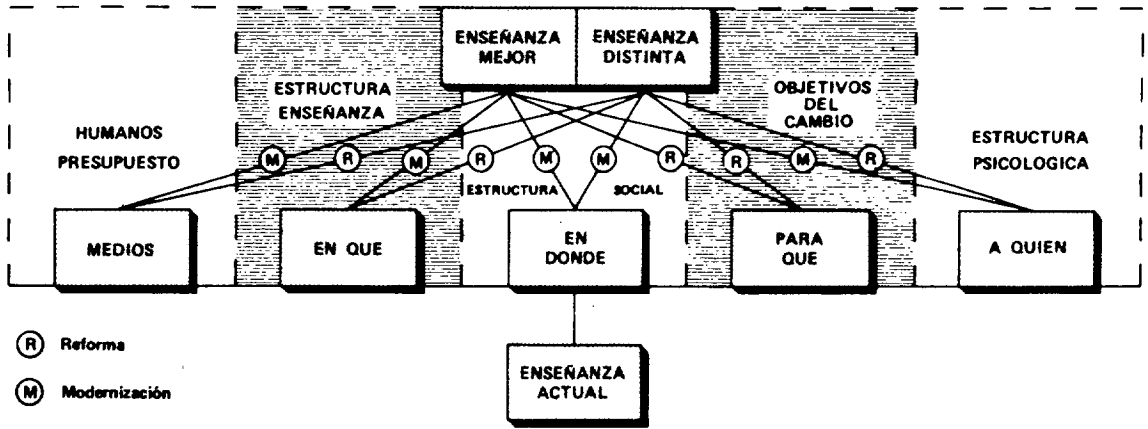 ENSEÑANZA
MEJOR
ENSEÑANZA
DISTINTA
ESTRUCTURA
ENSEÑANZA
OBJETIVOS
DEL
CAMBIO
HUMANOS
PRESUPUESTO
ESTRUCTURA
PSICOLOGICA
M
R
M
R
M
M
R
R
M
R
ESTRUCTURA
SOCIAL
MEDIOS
EN QUE
EN
DONDE
PARA
QUE
A QUIEN
R Reforma
M Modernización
ENSEÑANZA
ACTUAL